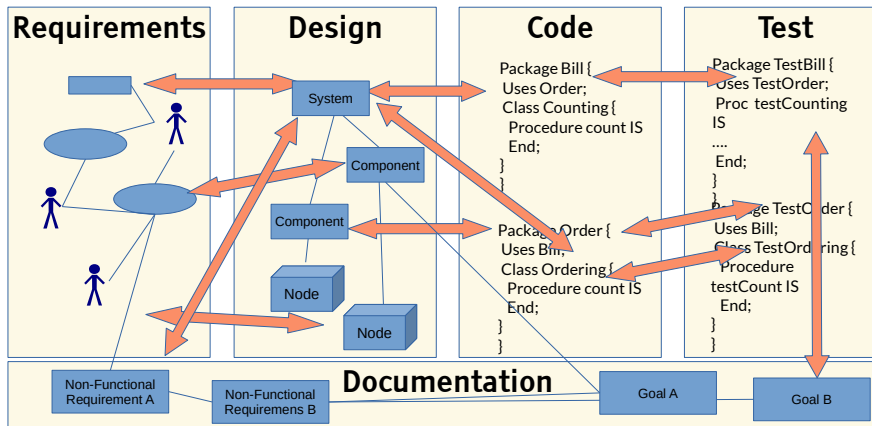 Requirements
Design
System
Component
Component
Node
Node
Code
Package Bill {
Uses Order;
Class Counting {
Procedure count IS
End;
}
}
Package Order {
Uses Bill;
Class Ordering {
Procedure count IS
End;
}
}
Test
Package TestBill {
Uses TestOrder;
Proc testCounting
IS
....
End;
}
}
Package TestOrder {
Uses Bill;
Class TestOrdering {
Procedure
testCount IS
End;
}
}
Documentation
Non-Functional
Requirement A
Non-Functional
Requiremens B
Goal A
Goal B